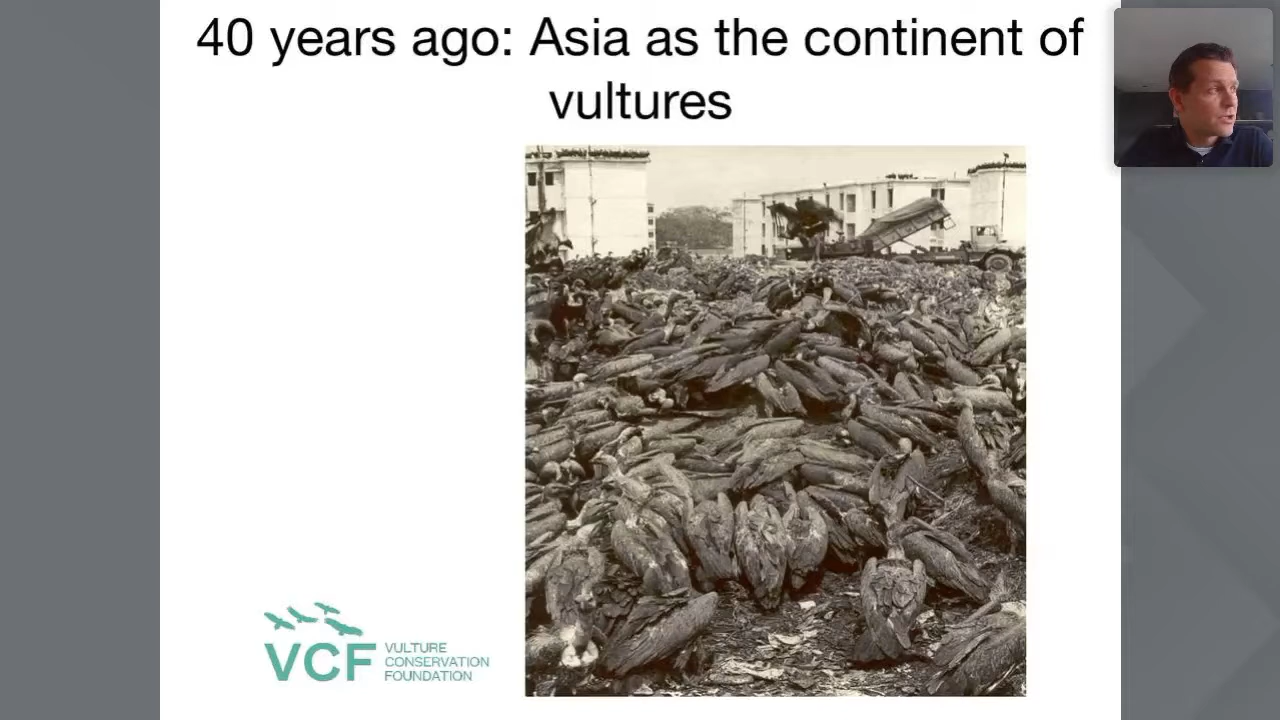 40 years ago: Asia as the continent of
vultures
VCF
VULTURE
CONSERVATION
FOUNDATION